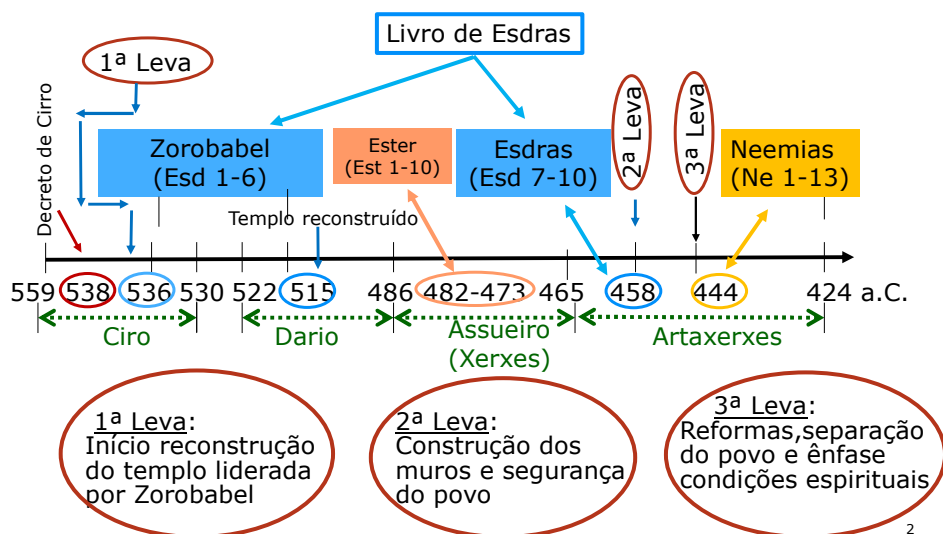 Livro de Esdras
1ª Leva
Decreto de Cirro
Zorobabel
(Esd 1-6)
Ester
(Est 1-10)
Esdras
(Esd 7-10)
2ª Leva
3ª Leva
Neemias
(Ne 1-13)
Templo reconstruído
559 538 536 530 522 515 486 482-473 465 458 444 424 a.C.
Ciro
Dario
Assueiro
(Xerxes)
Artaxerxes
1ª Leva:
Início reconstrução
do templo liderada
por Zorobabel
2ª Leva:
Construção dos
muros e segurança
do povo
3ª Leva:
Reformas,separação
do povo e ênfase
condições espirituais
2